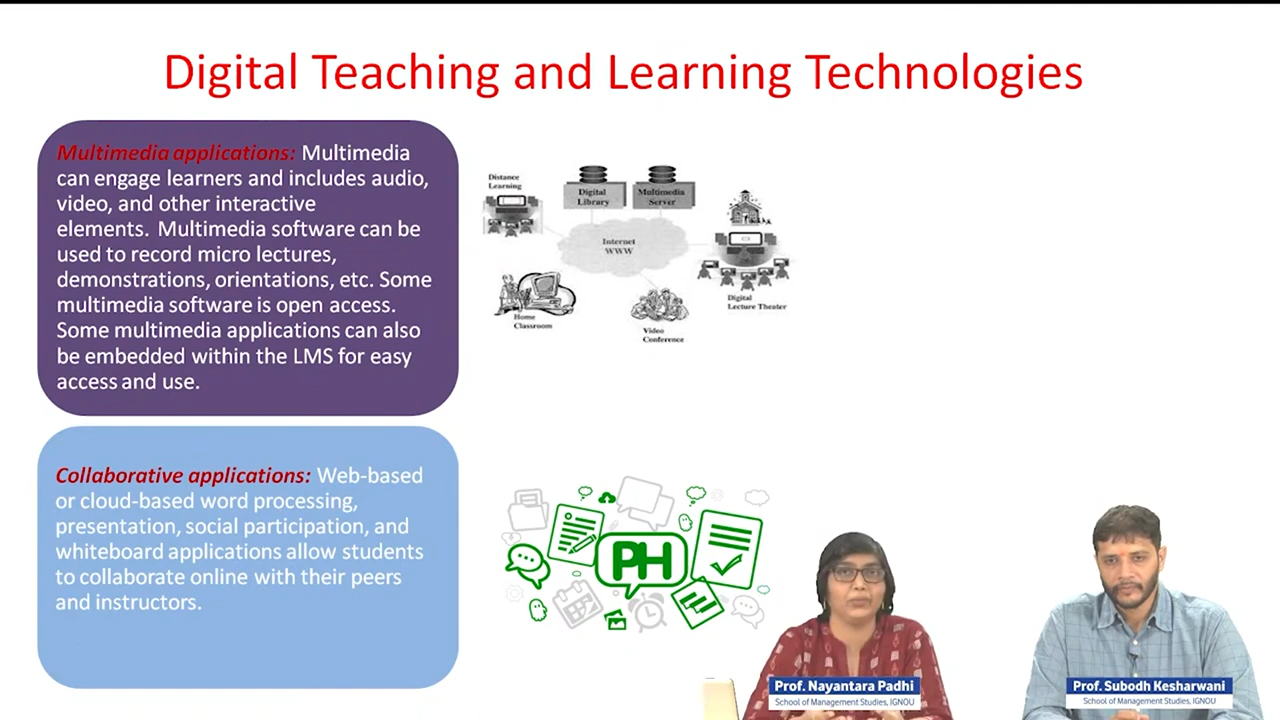 Digital Teaching and Learning Technologies
Multimedia applications: Multimedia
can engage learners and includes audio,
video, and other interactive
elements. Multimedia software can be
used to record micro lectures,
demonstrations, orientations, etc. Some
multimedia software is open access.
Some multimedia applications can also
be embedded within the LMS for easy
access and use.
Distance
Learning
Digital
Library
Multimedia
Server
Internet
WWW
Home
Classroom
Video
Conference
Digital
Lecture Theater
Collaborative applications: Web-based
or cloud-based word processing,
presentation, social participation, and
whiteboard applications allow students
to collaborate online with their peers
and instructors.
PH
Prof. Nayantara Padhi
School of Management Studies, IGNOU
Prof. Subodh Kesharwani
School of Management Studies, IGNOU